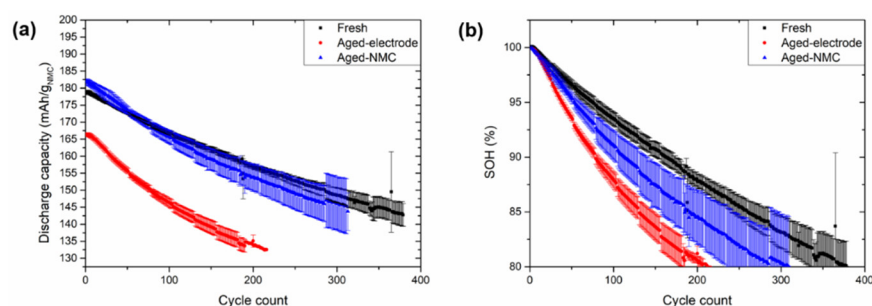 (a)
Fresh
Aged-electrode
Aged-NMC
Discharge capacity (mAh/gNMC)
200
195
190
185
180
175
170
165
160
155
150
145
140
135
130
0
100
200
300
400
Cycle count
(b)
Fresh
Aged-electrode
Aged-NMC
SOH (%)
100
95
90
85
80
0
100
200
300
400
Cycle count